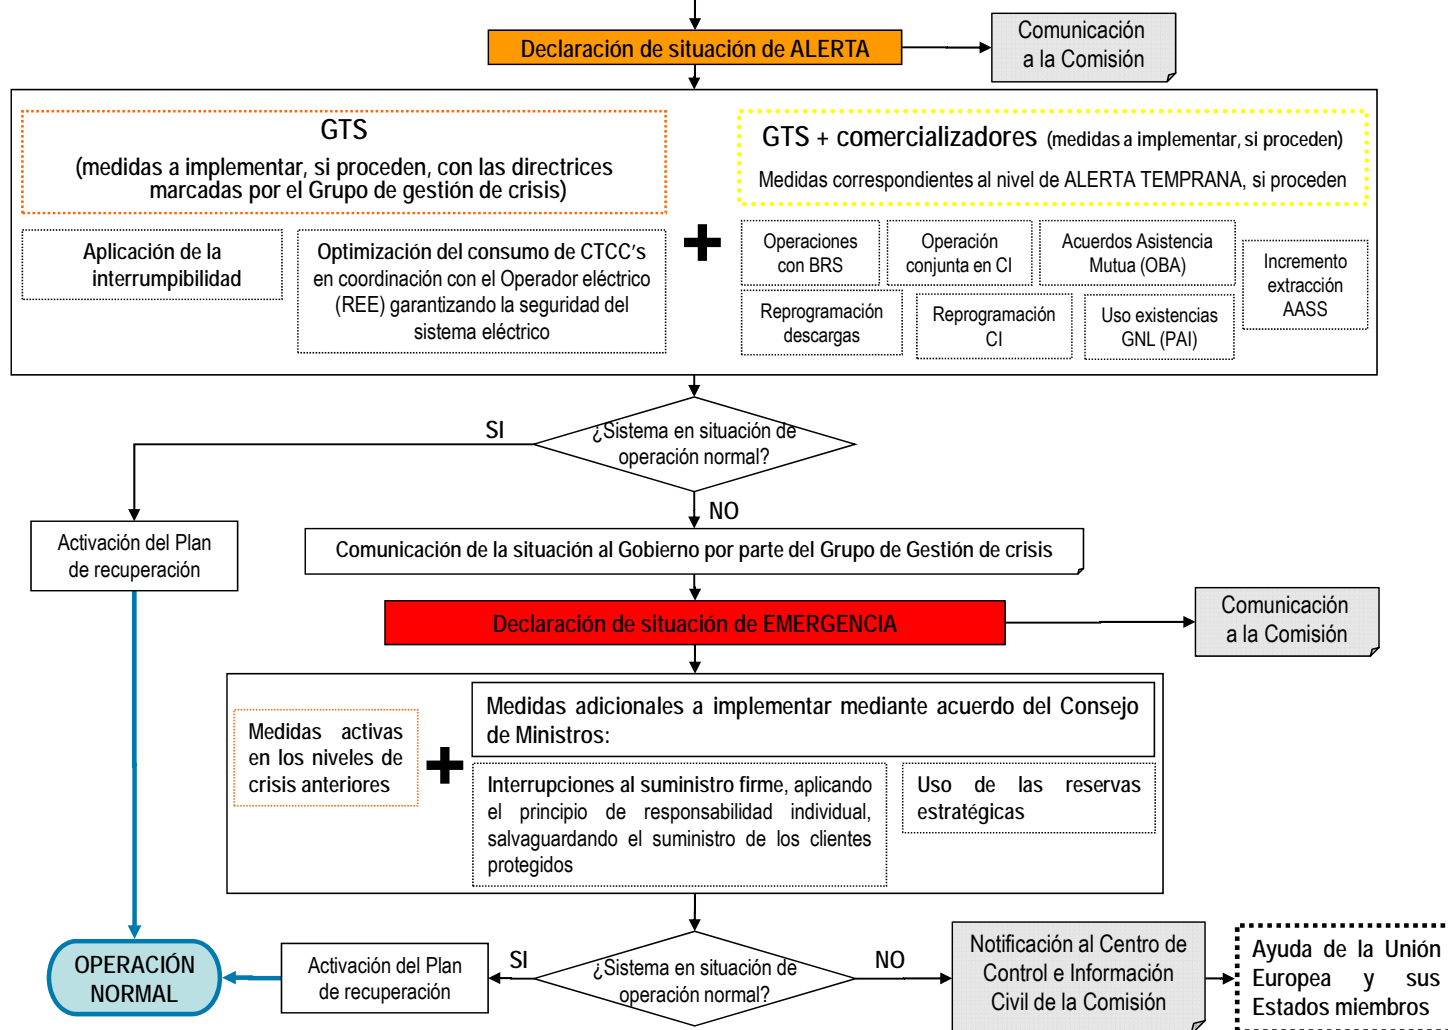 Declaración de situación de ALERTA
Comunicación
a la Comisión
GTS
(medidas a implementar, si proceden, con las directrices
marcadas por el Grupo de gestión de crisis)
GTS + comercializadores (medidas a implementar, si proceden)
Medidas correspondientes al nivel de ALERTA TEMPRANA, si proceden
Aplicación de la
interrumpibilidad
Optimización del consumo de CTCC's
en coordinación con el Operador eléctrico
(REE) garantizando la seguridad del
sistema eléctrico
Operaciones
con BRS
Operación
conjunta en CI
Acuerdos Asistencia
Mutua (OBA)
Incremento
extracción
AASS
Reprogramación
descargas
Reprogramación
CI
Uso existencias
GNL (PAI)
¿Sistema en situación de
operación normal?
SI
NO
Activación del Plan
de recuperación
Comunicación de la situación al Gobierno por parte del Grupo de Gestión de crisis
Declaración de situación de EMERGENCIA
Comunicación
a la Comisión
Medidas activas
en los niveles de
crisis anteriores
Medidas adicionales a implementar mediante acuerdo del Consejo
de Ministros:
Interrupciones al suministro firme, aplicando
el principio de responsabilidad individual,
salvaguardando el suministro de los clientes
protegidos
Uso de las reservas
estratégicas
OPERACIÓN
NORMAL
Activación del Plan
de recuperación
SI
¿Sistema en situación de
operación normal?
NO
Notificación al Centro de
Control e Información
Civil de la Comisión
Ayuda de la Unión
Europea y sus
Estados miembros